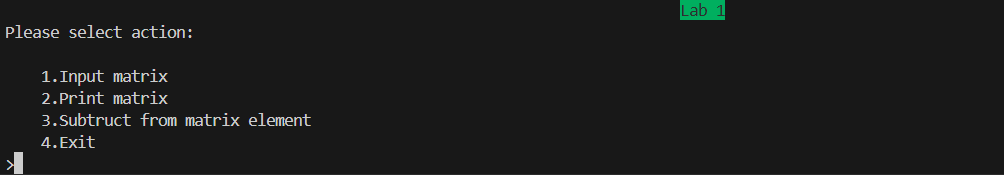 Lab 1
Please select action:
1.Input matrix
2.Print matrix
3.Subtruct from matrix element
4.Exit
>